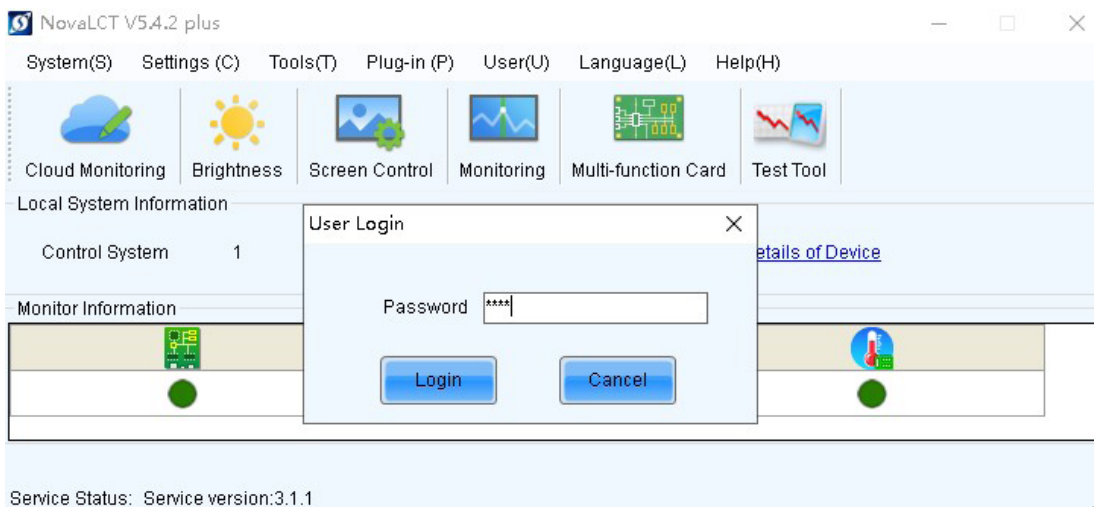 NovaLCT V5.4.2 plus
System(S) Settings (C) Tools(T) Plug-in (P) User(U) Language(L) Help(H)
Cloud Monitoring Brightness Screen Control Monitoring Multi-function Card Test Tool
Local System Information
User Login
Control System 1
etails of Device
Password ****
Monitor Information
Login Cancel
Service Status: Service version:3.1.1